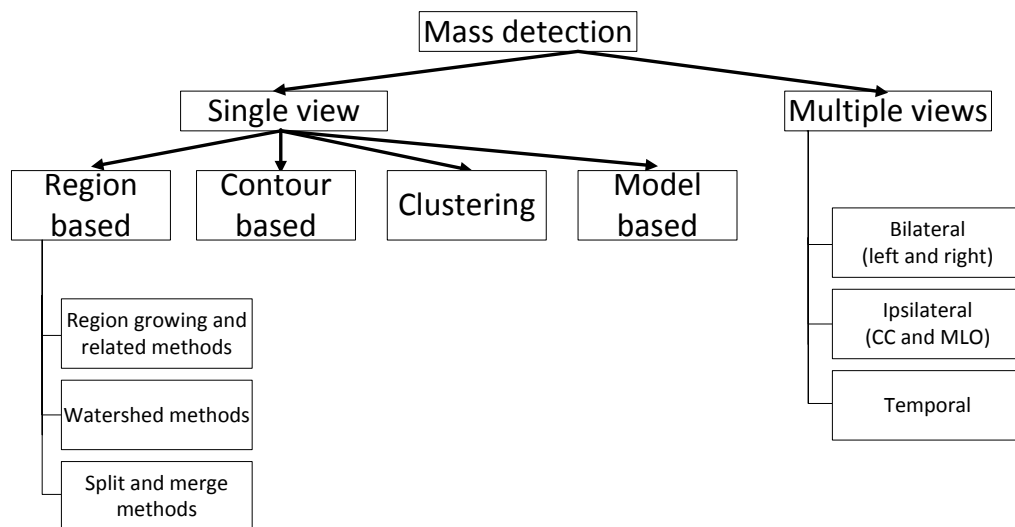 Mass detection
Single view
Multiple views
Region
based
Contour
based
Clustering
Model
based
Bilateral
(left and right)
Region growing and
related methods
Ipsilateral
(CC and MLO)
Watershed methods
Temporal
Split and merge
methods